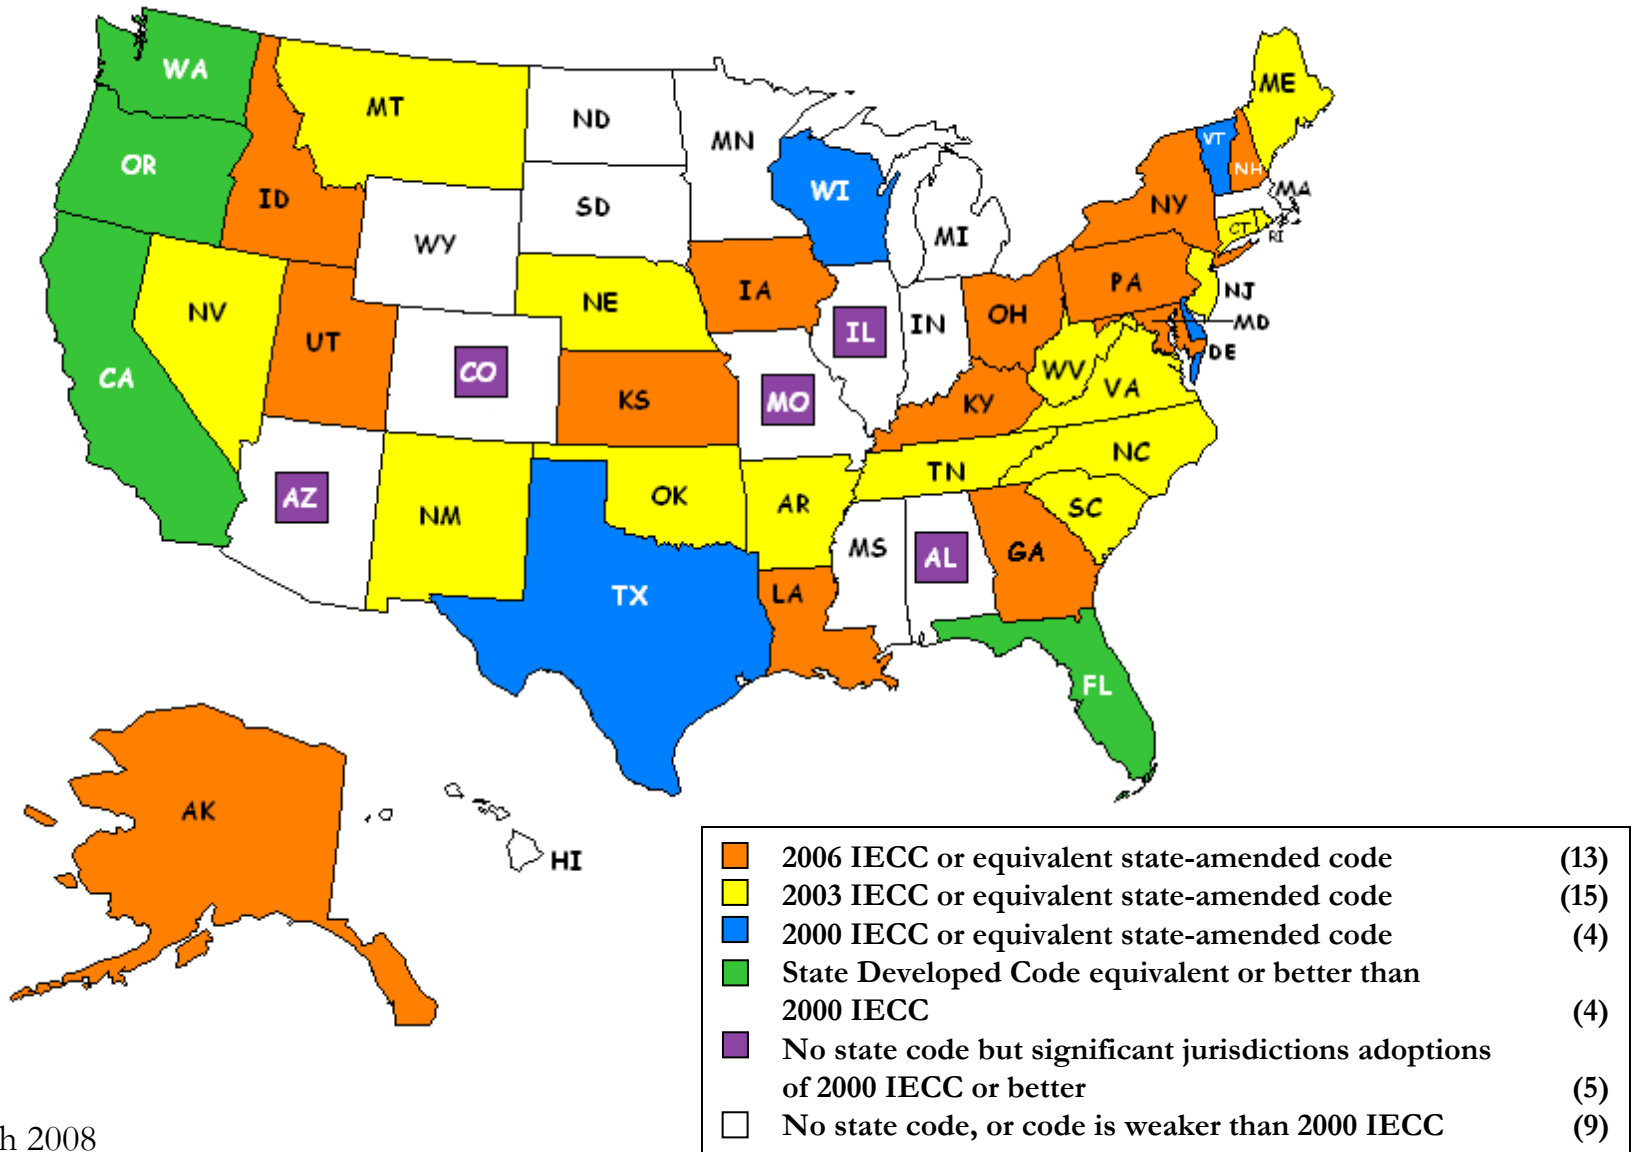 WA
ME
MT
ND
MN
VT
OR
NH
ID
SD
WI
MA
NY
WY
MI
CT
RI
NV
NE
IA
PA
NJ
UT
IL
IN
OH
MD
DE
CA
CO
KS
MO
KY
WV
VA
AZ
NM
OK
AR
TN
NC
SC
MS
AL
GA
TX
LA
FL
AK
HI
2006 IECC or equivalent state-amended code (13)
2003 IECC or equivalent state-amended code (15)
2000 IECC or equivalent state-amended code (4)
State Developed Code equivalent or better than
2000 IECC (4)
No state code but significant jurisdictions adoptions
of 2000 IECC or better (5)
No state code, or code is weaker than 2000 IECC (9)
h 2008